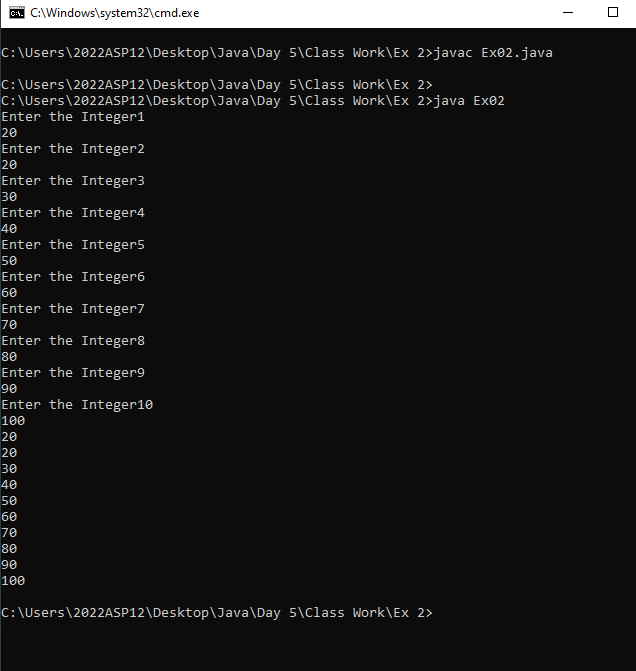 C:\Windows\system32\cmd.exe
C:\Users\2022ASP12\Desktop\Java\Day 5\Class Work\Ex 2>javac Ex02.java
C:\Users\2022ASP12\Desktop\Java\Day 5\Class Work\Ex 2>
C:\Users\2022ASP12\Desktop\Java\Day 5\Class Work\Ex 2>java Ex02
Enter the Integer1
20
Enter the Integer2
20
Enter the Integer3
30
Enter the Integer4
40
Enter the Integer5
50
Enter the Integer6
60
Enter the Integer7
70
Enter the Integer8
80
Enter the Integer9
90
Enter the Integer10
100
20
20
30
40
50
60
70
80
90
100
C:\Users\2022ASP12\Desktop\Java\Day 5\Class Work\Ex 2>